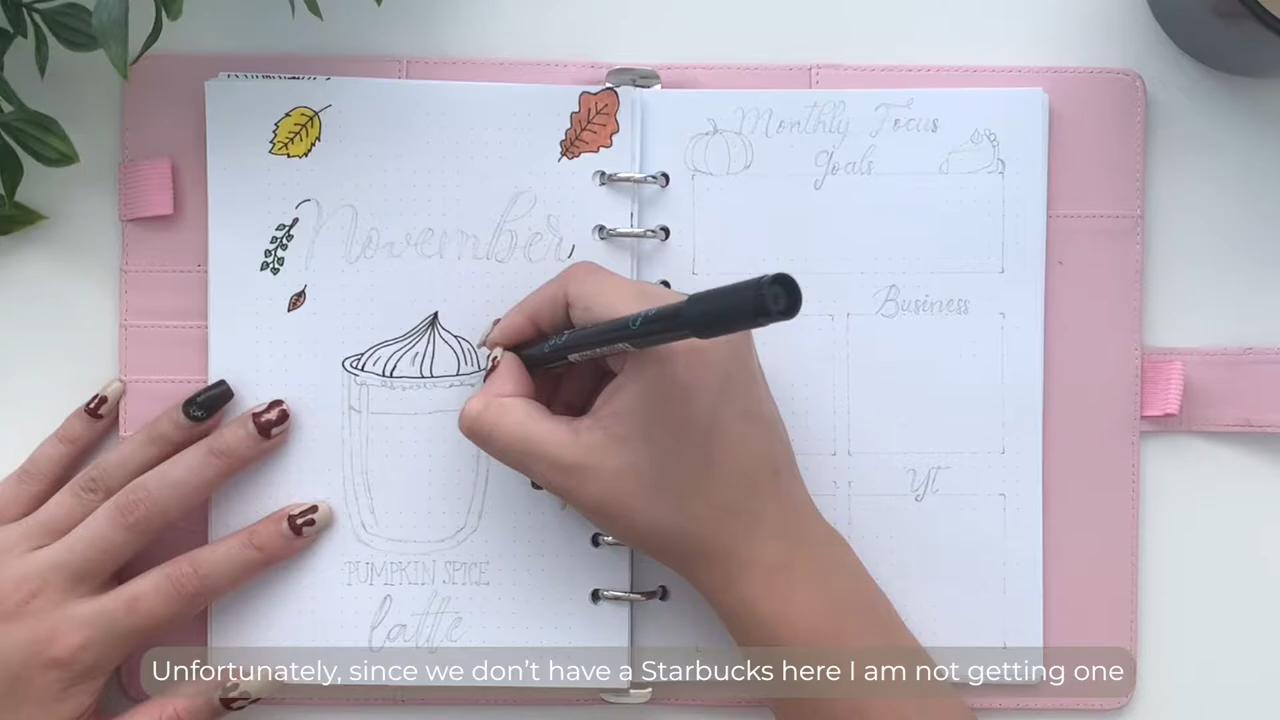 November
PUMPKIN SPICE
latte
Monthly Focus
Goals
Business
YT
Unfortunately, since we don't have a Starbucks here I am not getting one